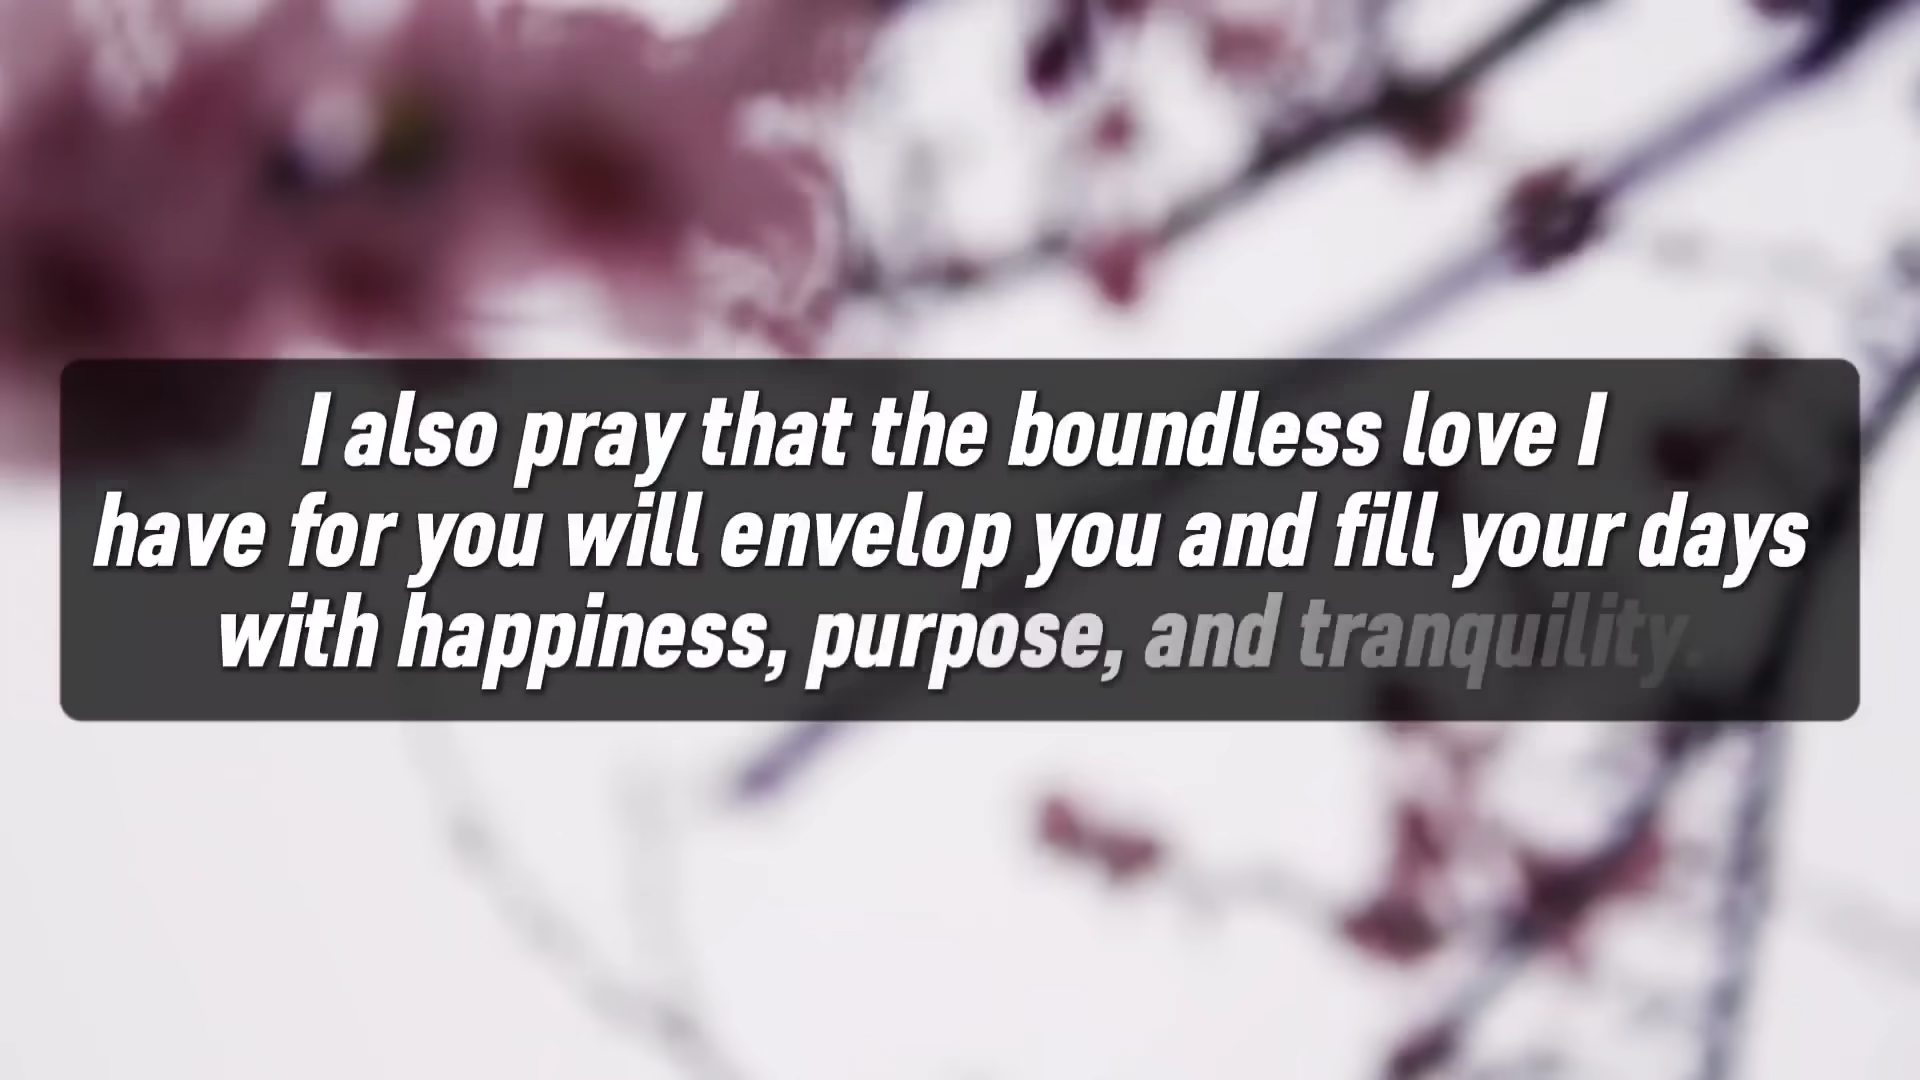 I also pray that the boundless love I
have for you will envelop you and fill your days
with happiness, purpose, and tranquility.